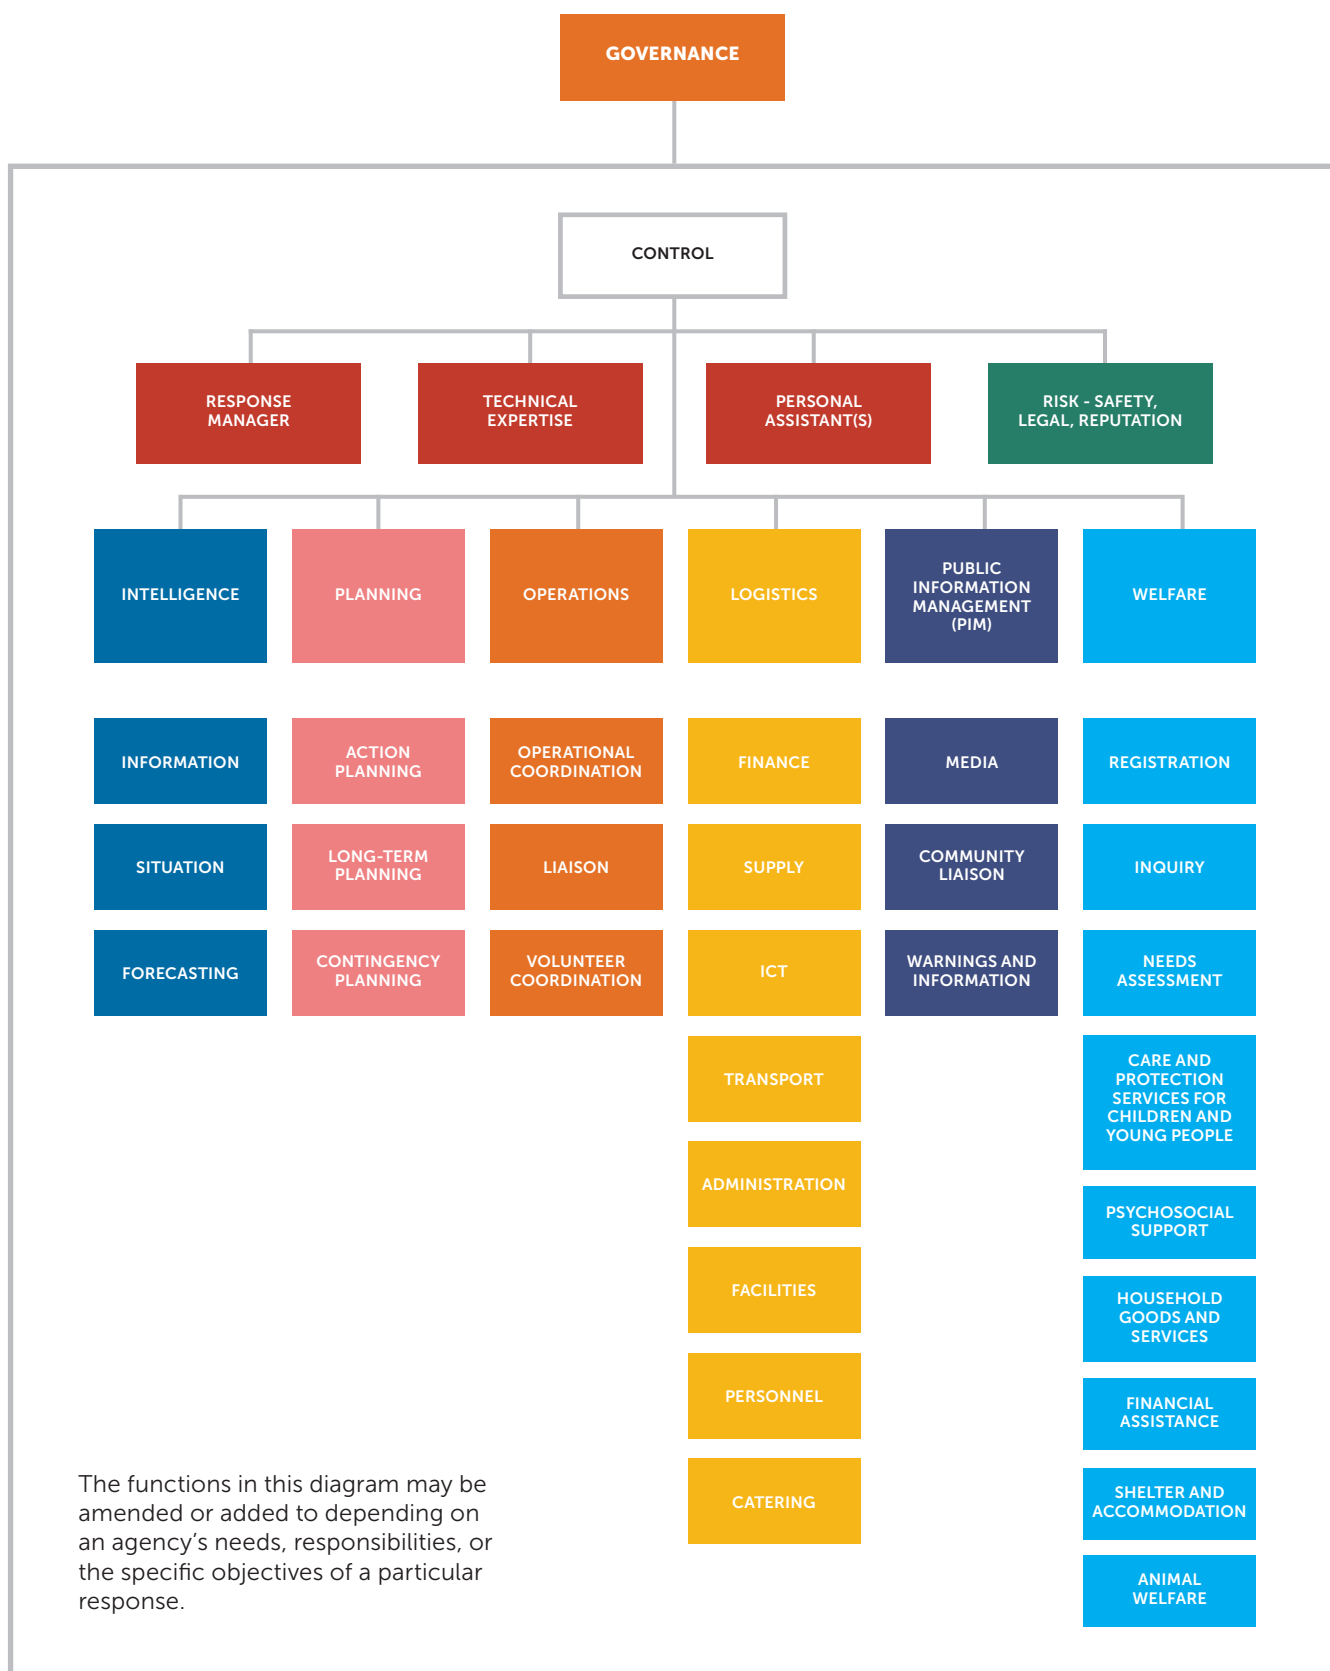 GOVERNANCE
CONTROL
RESPONSE
MANAGER
TECHNICAL
EXPERTISE
PERSONAL
ASSISTANT(S)
RISK - SAFETY,
LEGAL, REPUTATION
INTELLIGENCE
PLANNING
OPERATIONS
LOGISTICS
PUBLIC
INFORMATION
MANAGEMENT
(PIM)
WELFARE
INFORMATION
SITUATION
FORECASTING
ACTION
PLANNING
LONG-TERM
PLANNING
CONTINGENCY
PLANNING
OPERATIONAL
COORDINATION
LIAISON
VOLUNTEER
COORDINATION
FINANCE
SUPPLY
ICT
TRANSPORT
ADMINISTRATION
FACILITIES
PERSONNEL
CATERING
MEDIA
COMMUNITY
LIAISON
WARNINGS AND
INFORMATION
REGISTRATION
INQUIRY
NEEDS
ASSESSMENT
CARE AND
PROTECTION
SERVICES FOR
CHILDREN AND
YOUNG PEOPLE
PSYCHOSOCIAL
SUPPORT
HOUSEHOLD
GOODS AND
SERVICES
FINANCIAL
ASSISTANCE
SHELTER AND
ACCOMMODATION
ANIMAL
WELFARE
The functions in this diagram may be
amended or added to depending on
an agency’s needs, responsibilities, or
the specific objectives of a particular
response.